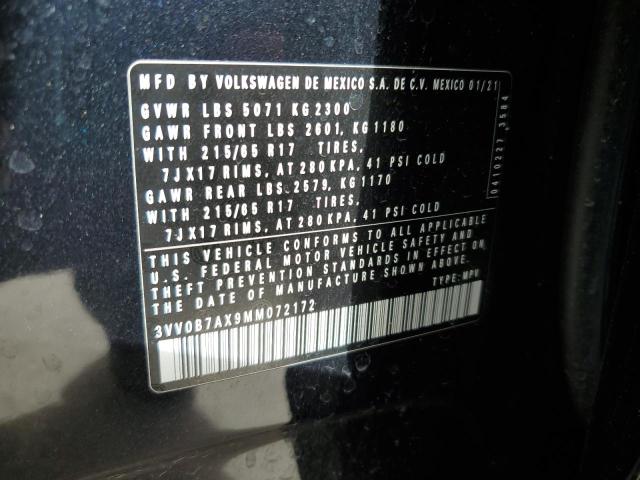 MFD BY VOLKSWAGEN DE MEXICO S.A. DE C.V. MEXICO 01/21
GVWR LBS 5071 KG 2300
GAWR FRONT LBS 2601, KG 1180
WITH 215/65 R17 TIRES,
7JX17 RIMS, AT 280 KPA, 41 PSI COLD
GAWR REAR LBS 2579, KG 1170
WITH 215/65 R17 TIRES,
7JX17 RIMS, AT 280 KPA, 41 PSI COLD
THIS VEHICLE CONFORMS TO ALL APPLICABLE
U.S. FEDERAL MOTOR VEHICLE SAFETY AND
THEFT PREVENTION STANDARDS IN EFFECT ON
THE DATE OF MANUFACTURE SHOWN ABOVE.
TYPE: MPV
3VV0B7AX9MM072172
0410227 3504